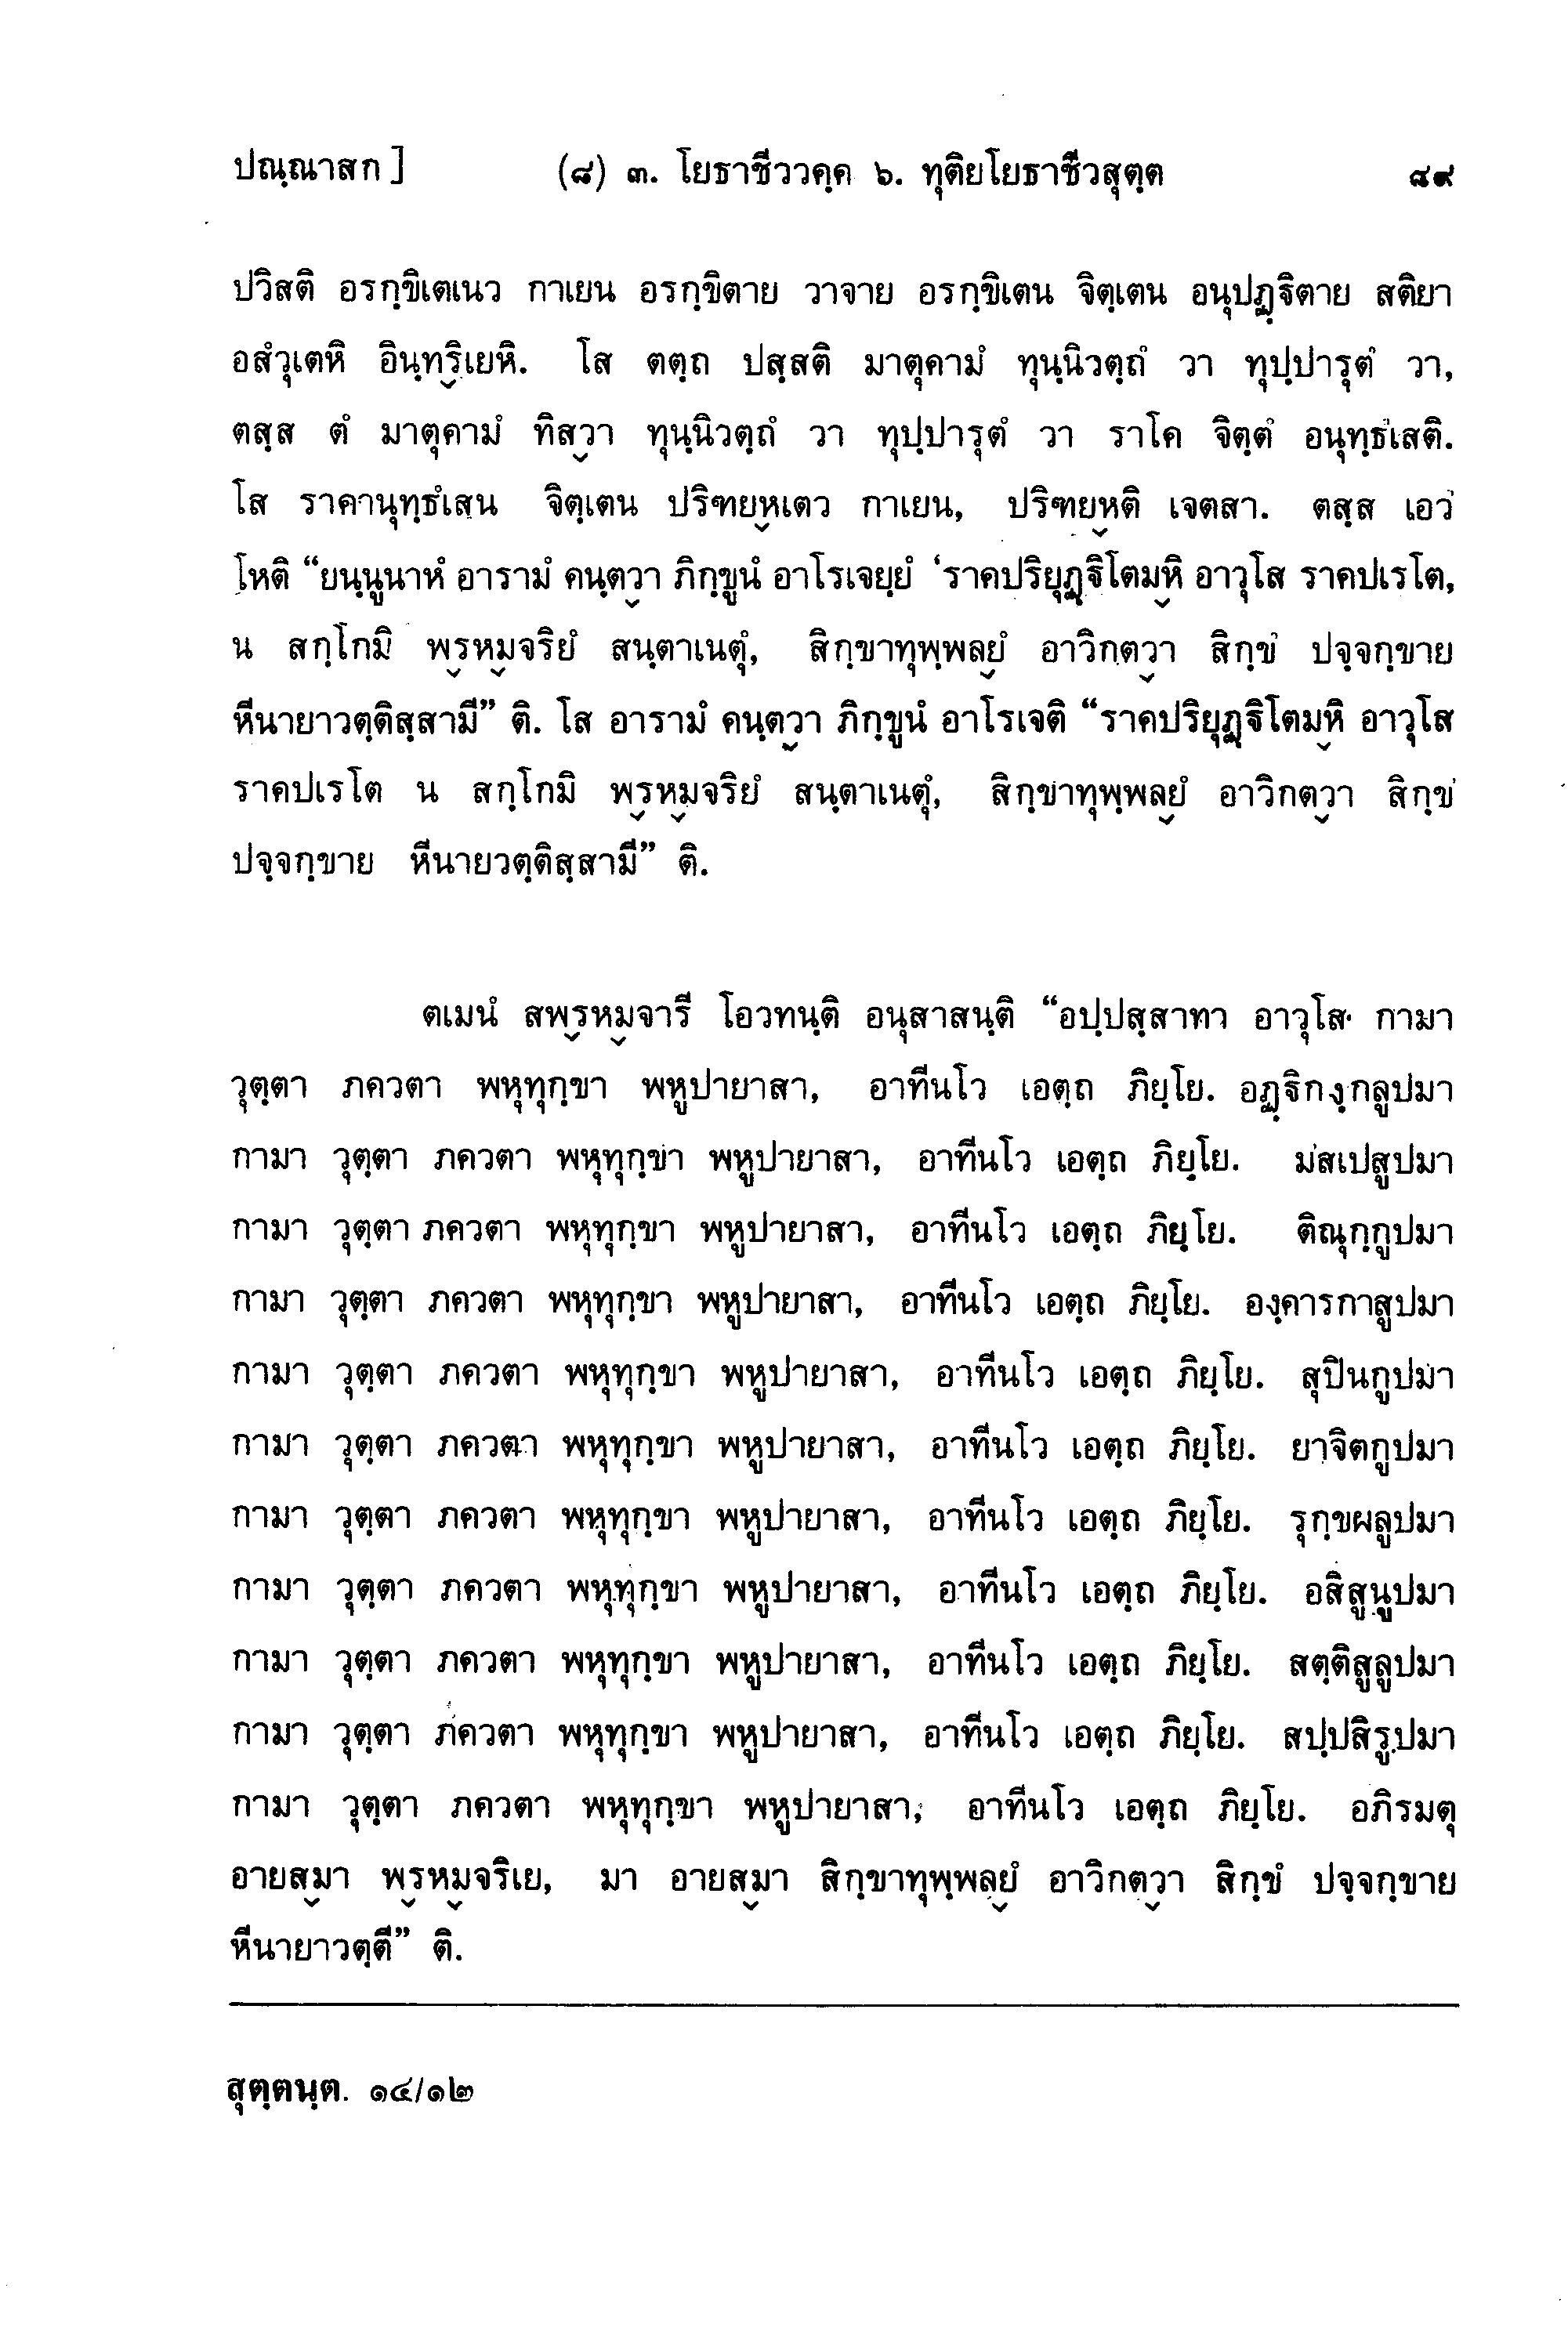 ปณฺณาสก]	(๘) ๓. โยธาชีววคฺค ๖. ทุติยโยธาชีวสุตฺต	๘๙
ปวิสติ อรกฺขิเตเนว กาเยน อรกฺขิตาย วาจาย อรกฺขิเตน จิตฺเตน อนุปฏฺฐิตาย สติยา
อสํวุเตหิ อินฺทฺริเยหิ. โส ตตฺถ ปสฺสติ มาตุคามํ ทุนฺนิวตฺถํ วา ทุปฺปารุตํ วา,
ตสฺส ตํ มาตุคามํ ทิสฺวา ทุนฺนิวตฺถํ วา ทุปฺปารุตํ วา ราโค จิตฺตํ อนุทฺธํเสติ.
โส ราคานุทฺธํเสน จิตฺเตน ปริฑยฺหเตว กาเยน, ปริฑยฺหติ เจตสา. ตสฺส เอวํ
โหติ “ยนฺนูนาหํ อารามํ คนฺตฺวา ภิกฺขูนํ อาโรเจยฺยํ ‘ราคปริยุฏฺฐิโตมฺหิ อาวุโส ราคปเรโต,
น สกฺโกมิ พฺรหฺมจริยํ สนฺตาเนตุํ, สิกฺขาทุพฺพลฺยํ อาวิกตฺวา สิกฺขํ ปจฺจกฺขาย
หีนายาวตฺติสฺสามี” ติ. โส อารามํ คนฺตฺวา ภิกฺขูนํ อาโรเจติ “ราคปริยุฏฺฐิโตมฺหิ อาวุโส
ราคปเรโต น สกฺโกมิ พฺรหฺมจริยํ สนฺตาเนตุํ, สิกฺขาทุพฺพลฺยํ อาวิกตฺวา สิกฺขํ
ปจฺจกฺขาย หีนายวตฺติสฺสามี” ติ.
ตเมนํ สพฺรหฺมจารี โอวทนฺติ อนุสาสนฺติ “อปฺปสฺสาทา อาวุโส กามา
วุตฺตา ภควตา พหุทุกฺขา พหูปายาสา, อาทีนโว เอตฺถ ภิยฺโย. อฏฺฐิกงฺกลูปมา
กามา วุตฺตา ภควตา พหุทุกฺขา พหูปายาสา, อาทีนโว เอตฺถ ภิยฺโย. มํสเปสูปมา
กามา วุตฺตา ภควตา พหุทุกฺขา พหูปายาสา, อาทีนโว เอตฺถ ภิยฺโย. ติณุกฺกูปมา
กามา วุตฺตา ภควตา พหุทุกฺขา พหูปายาสา, อาทีนโว เอตฺถ ภิยฺโย. องฺคารกาสูปมา
กามา วุตฺตา ภควตา พหุทุกฺขา พหูปายาสา, อาทีนโว เอตฺถ ภิยฺโย. สุปินกูปมา
กามา วุตฺตา ภควตา พหุทุกฺขา พหูปายาสา, อาทีนโว เอตฺถ ภิยฺโย. ยาจิตกูปมา
กามา วุตฺตา ภควตา พหุทุกฺขา พหูปายาสา, อาทีนโว เอตฺถ ภิยฺโย. รุกฺขผลูปมา
กามา วุตฺตา ภควตา พหุทุกฺขา พหูปายาสา, อาทีนโว เอตฺถ ภิยฺโย. อสิสูนูปมา
กามา วุตฺตา ภควตา พหุทุกฺขา พหูปายาสา, อาทีนโว เอตฺถ ภิยฺโย. สตฺติสูลูปมา
กามา วุตฺตา ภควตา พหุทุกฺขา พหูปายาสา, อาทีนโว เอตฺถ ภิยฺโย. สปฺปสิรูปมา
กามา วุตฺตา ภควตา พหุทุกฺขา พหูปายาสา, อาทีนโว เอตฺถ ภิยฺโย. อภิรมตุ
อายสฺมา พฺรหฺมจริเย, มา อายสฺมา สิกฺขาทุพฺพลฺยํ อาวิกตฺวา สิกฺขํ ปจฺจกฺขาย
หีนายาวตฺตี” ติ.
สุตฺตนฺต. ๑๔/๑๒